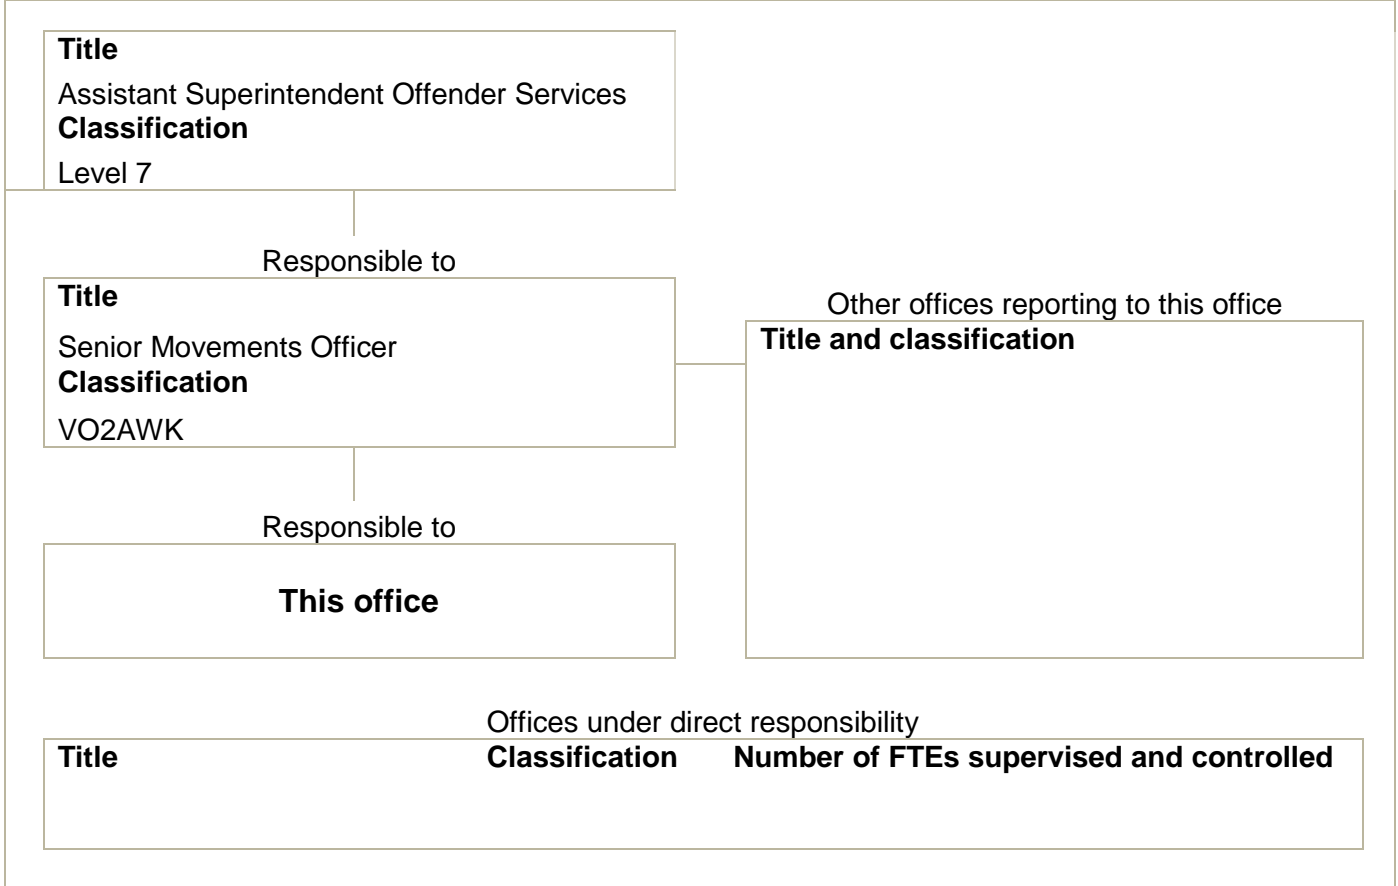 Title
Assistant Superintendent Offender Services
Classification
Level 7
Responsible to
Title
Senior Movements Officer
Classification
VO2AWK
Other offices reporting to this office
Title and classification
Responsible to
This office
Offices under direct responsibility
Title Classification Number of FTEs supervised and controlled